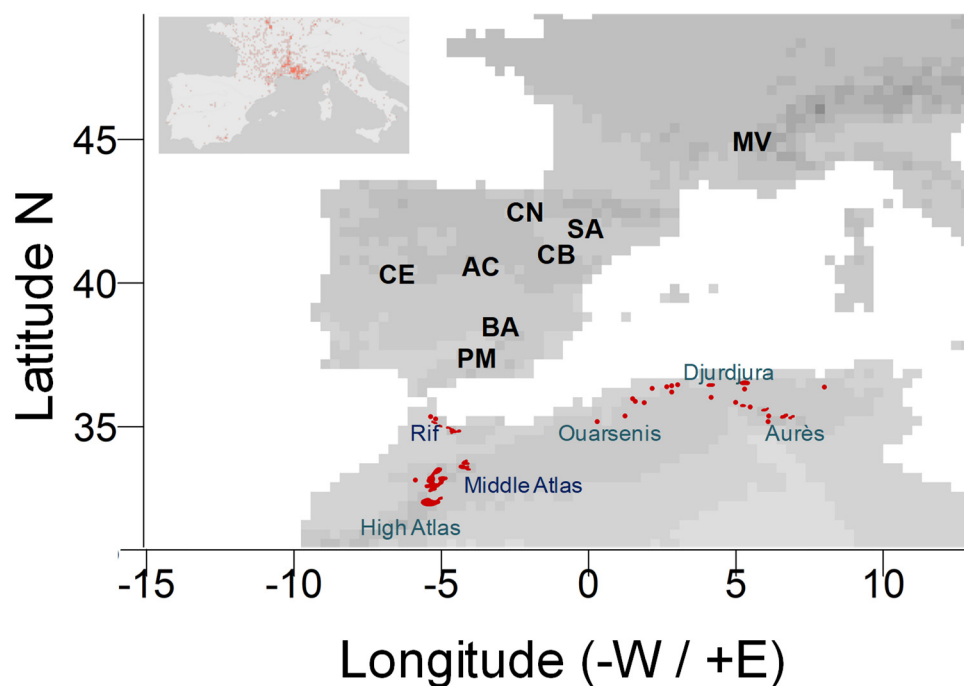 MV
45
CN
SA
CB
CE
AC
40
BA
PM
Djurdjura
35
Rif
Ouarsenis
Aurès
Middle Atlas
High Atlas
-15 -10 -5 0 5 10
Latitude N
Longitude (-W / +E)